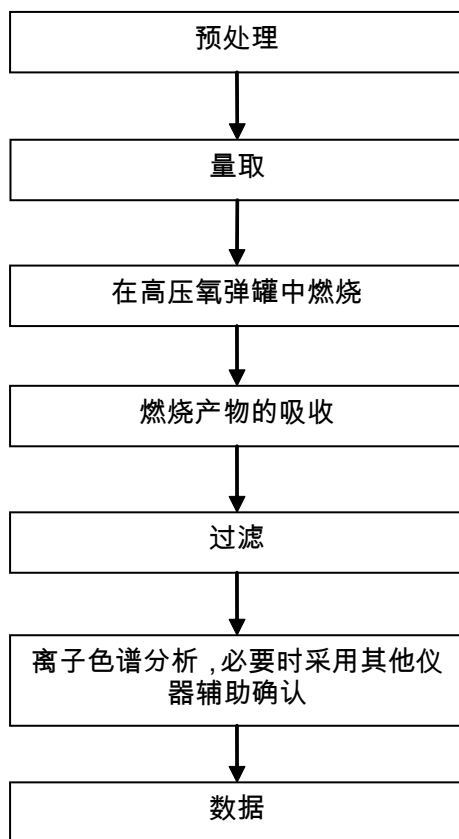 预处理
量取
在高压氧弹罐中燃烧
燃烧产物的吸收
过滤
离子色谱分析,必要时采用其他仪
器辅助确认
数据